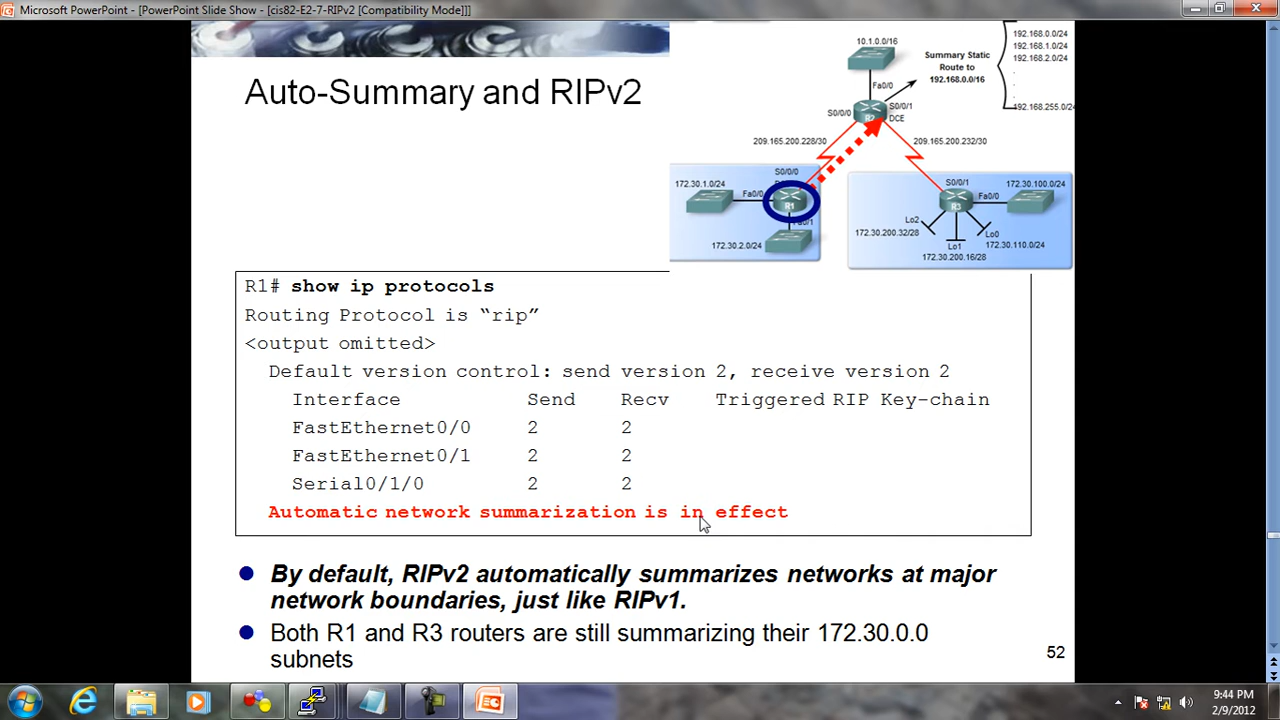 Microsoft PowerPoint - [PowerPoint Slide Show - [cis82-E2-7-RIPv2 [Compatibility Mode]]]
Auto-Summary and RIPv2
10.1.0.0/16
Fa0/0
Summary Static
Route to
192.168.0.0/16
192.168.0.0/24
192.168.1.0/24
192.168.2.0/24
.
.
.
192.168.255.0/24
S0/0/0
R2
S0/0/1
DCE
209.165.200.228/30
209.165.200.232/30
172.30.1.0/24
Fa0/0
S0/0/0
R1
Fa0/1
172.30.2.0/24
S0/0/1
R3
Fa0/0
172.30.100.0/24
Lo2
172.30.200.32/28
Lo1
172.30.200.16/28
Lo0
172.30.110.0/24
R1# show ip protocols
Routing Protocol is “rip”
<output omitted>
Default version control: send version 2, receive version 2
Interface Send Recv Triggered RIP Key-chain
FastEthernet0/0 2 2
FastEthernet0/1 2 2
Serial0/1/0 2 2
Automatic network summarization is in effect
By default, RIPv2 automatically summarizes networks at major
network boundaries, just like RIPv1.
Both R1 and R3 routers are still summarizing their 172.30.0.0
subnets
52
9:44 PM
2/9/2012